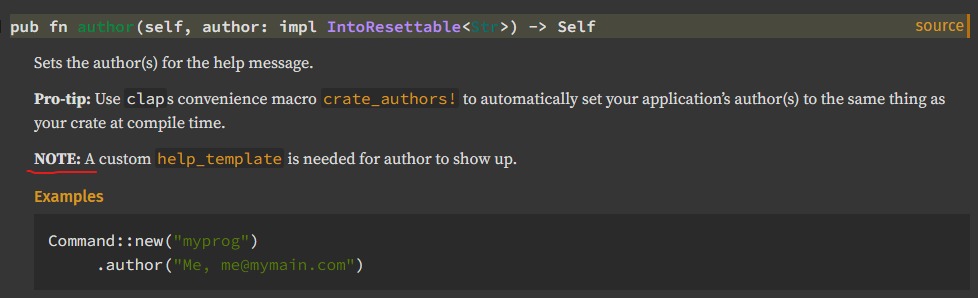 pub fn author(self, author: impl IntoResettable<Str>) -> Self source
Sets the author(s) for the help message.
Pro-tip: Use claps convenience macro crate_authors! to automatically set your application’s author(s) to the same thing as
your crate at compile time.
NOTE: A custom help_template is needed for author to show up.
Examples
Command::new("myprog")
     .author("Me, me@mymain.com")